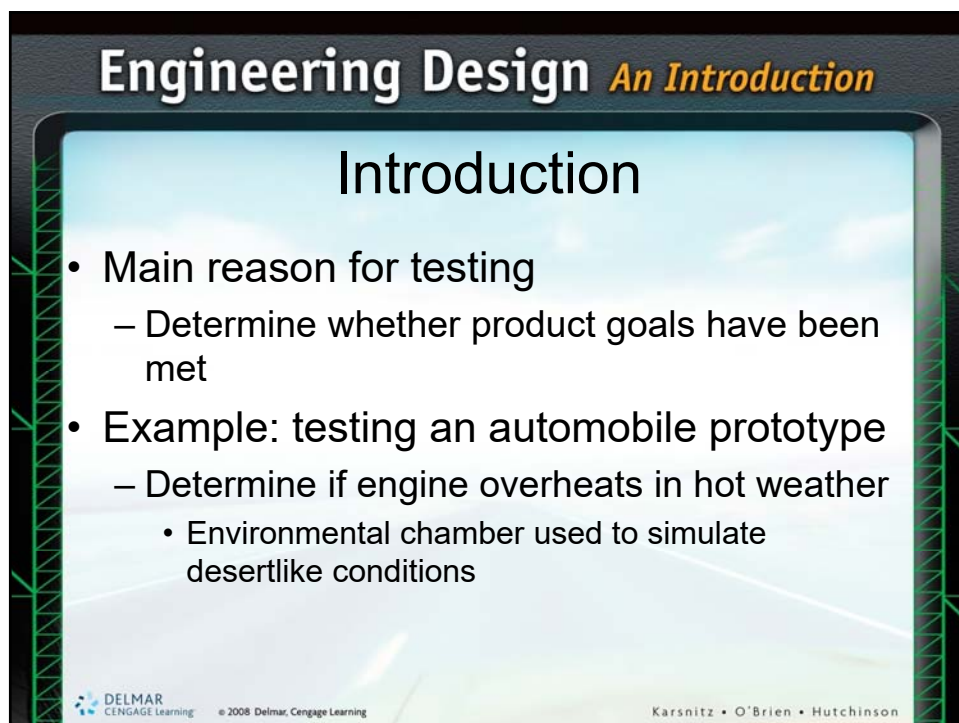 Engineering Design An Introduction
Introduction
• Main reason for testing
– Determine whether product goals have been
met
• Example: testing an automobile prototype
– Determine if engine overheats in hot weather
• Environmental chamber used to simulate
desertlike conditions
DELMAR
CENGAGE Learning © 2008 Delmar, Cengage Learning
Karsnitz • O'Brien • Hutchinson